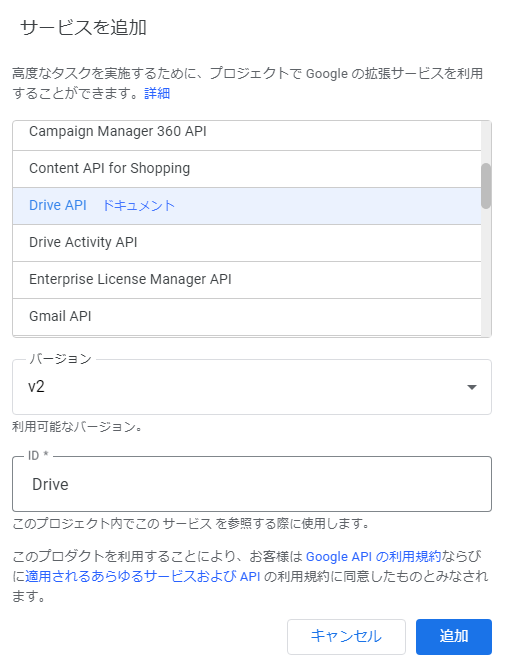 サービスを追加
高度なタスクを実施するために、プロジェクトで Google の拡張サービスを利用
することができます。詳細
Campaign Manager 360 API
Content API for Shopping
Drive API ドキュメント
Drive Activity API
Enterprise License Manager API
Gmail API
バージョン
v2
利用可能なバージョン。
ID *
Drive
このプロジェクト内でこの サービス を参照する際に使用します。
このプロダクトを利用することにより、お客様は Google API の利用規約ならび
に適用されるあらゆるサービスおよび API の利用規約に同意したものとみなされ
ます。
キャンセル
追加